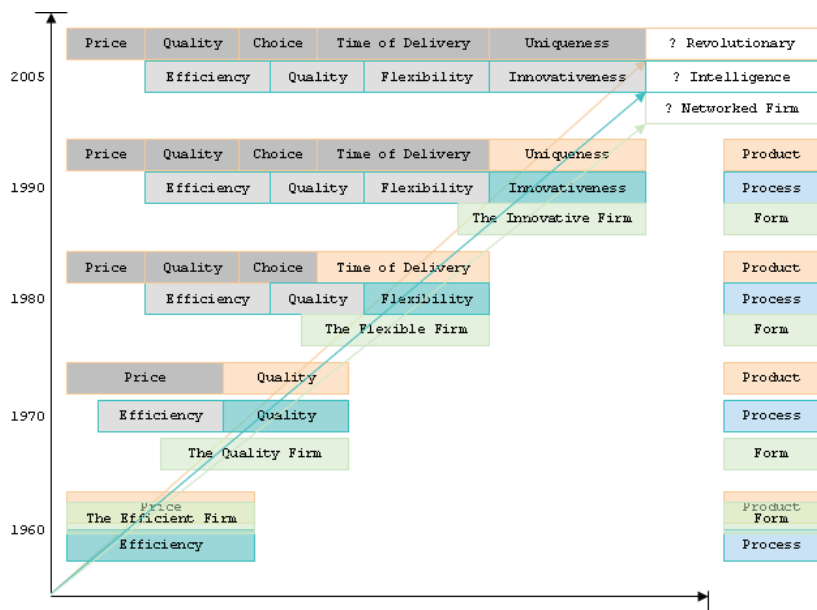 Price Quality Choice Time of Delivery Uniqueness ? Revolutionary
2005 Efficiency Quality Flexibility Innovativeness ? Intelligence
? Networked Firm
Price Quality Choice Time of Delivery Uniqueness Product
1990 Efficiency Quality Flexibility Innovativeness Process
The Innovative Firm Form
Price Quality Choice Time of Delivery Product
1980 Efficiency Quality Flexibility Process
The Flexible Firm Form
Price Quality Product
1970 Efficiency Quality Process
The Quality Firm Form
Price Product
The Efficient Firm Form
1960 Efficiency Process